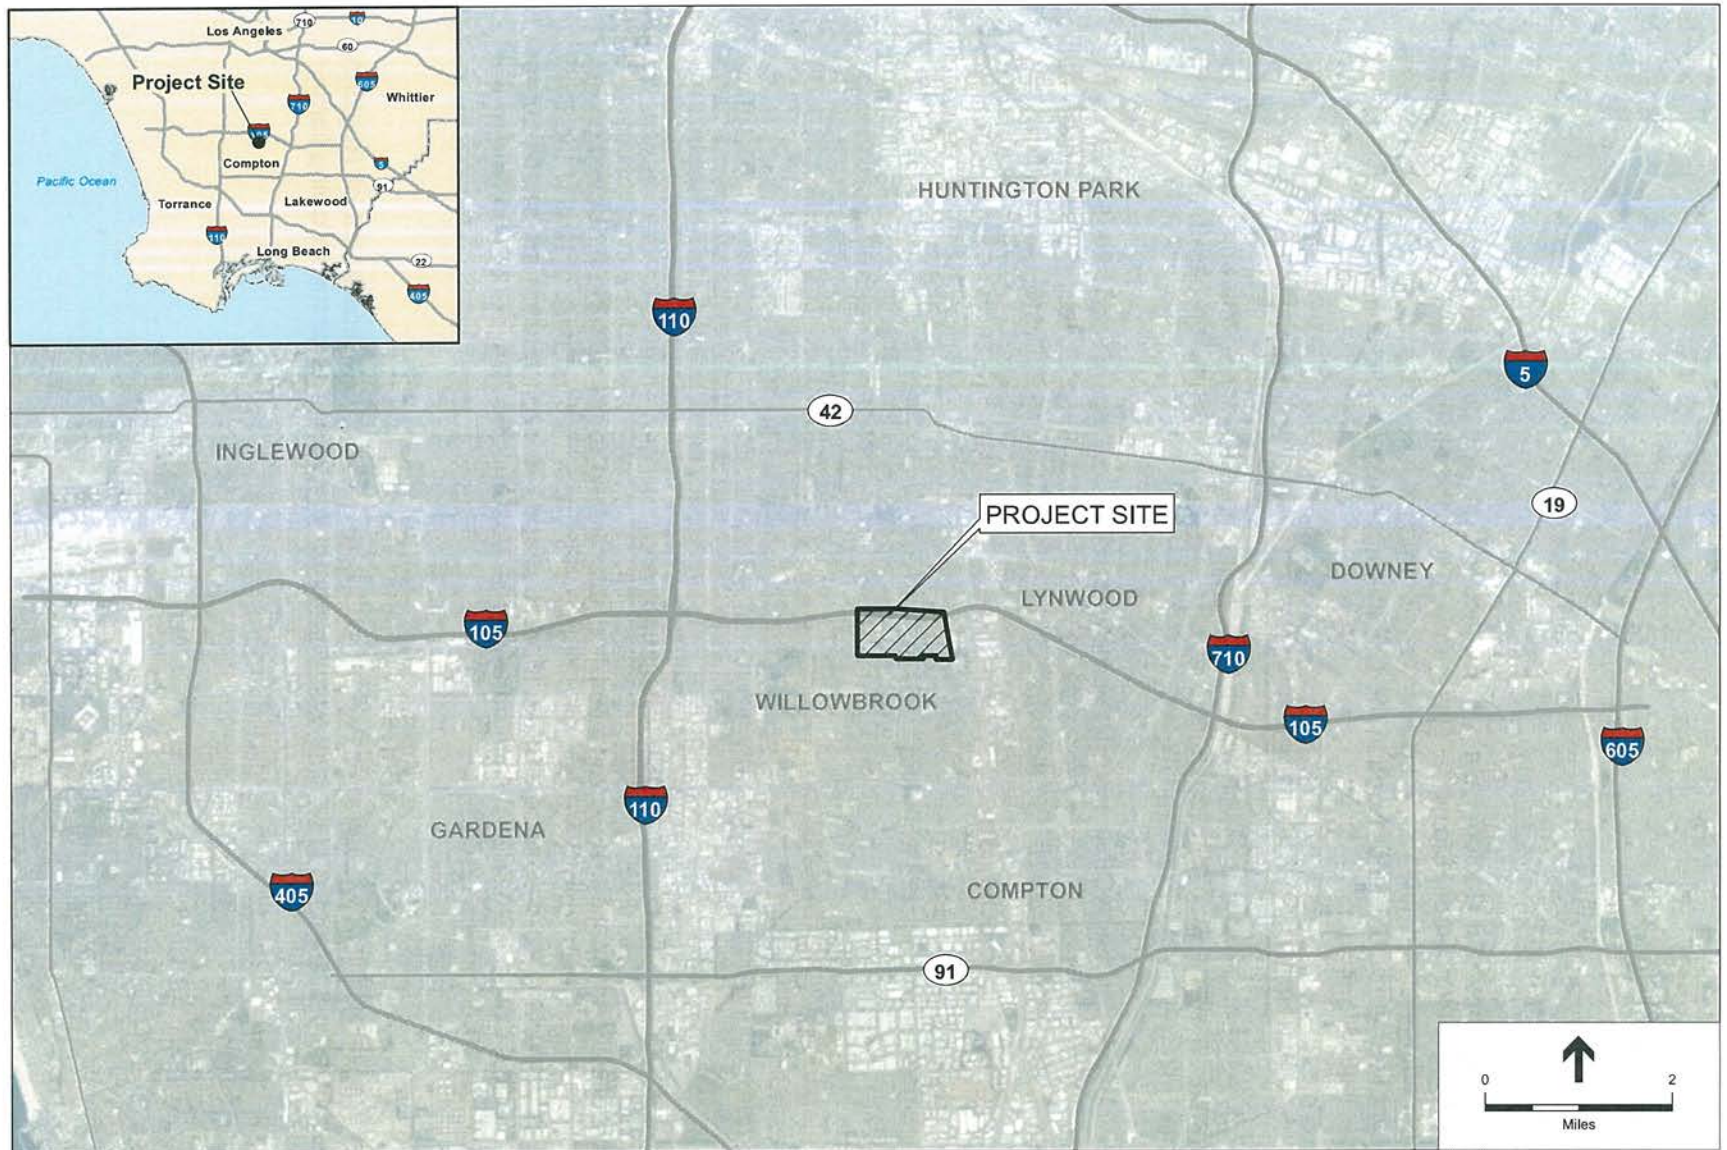 710
10
Los Angeles
60
Project Site
605
Whittier
710
105
Compton
5
Pacific Ocean
91
Torrance
Lakewood
110
Long Beach
22
405
HUNTINGTON PARK
110
5
42
INGLEWOOD
19
PROJECT SITE
DOWNEY
LYNWOOD
105
710
WILLOWBROOK
105
605
110
GARDENA
405
COMPTON
91
0 2
Miles